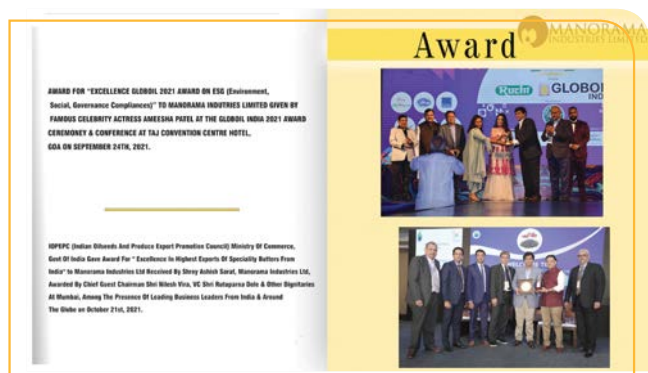 MANORAMA
INDUSTRIES LIMITED
Award
AWARD FOR "EXCELLENCE GLOBOIL 2021 AWARD ON ESG (Environment,
Social, Governance Compliances)" TO MANORAMA INDUTRIES LIMITED GIVEN BY
FAMOUS CELEBRITY ACTRESS AMEESHA PATEL AT THE GLOBOIL INDIA 2021 AWARD
CEREMONEY & CONFERENCE AT TAJ CONVENTION CENTRE HOTEL,
GOA ON SEPTEMBER 24TH, 2021.
IOPEPC (Indian Oilseeds And Produce Export Promotion Council) Ministry Of Commerce,
Govt Of India Gave Award For " Excellence In Highest Exports Of Speciality Butters From
India" to Manorama Industries Ltd Received By Shrey Ashish Saraf, Manorama Industries Ltd,
Awarded By Chief Guest Chairman Shri Nilesh Vira, VC Shri Rutuparna Dole & Other Dignitaries
At Mumbai, Among The Presence Of Leading Business Leaders From India & Around
The Globe on October 21st, 2021.
Ruchi
GLOBOIL